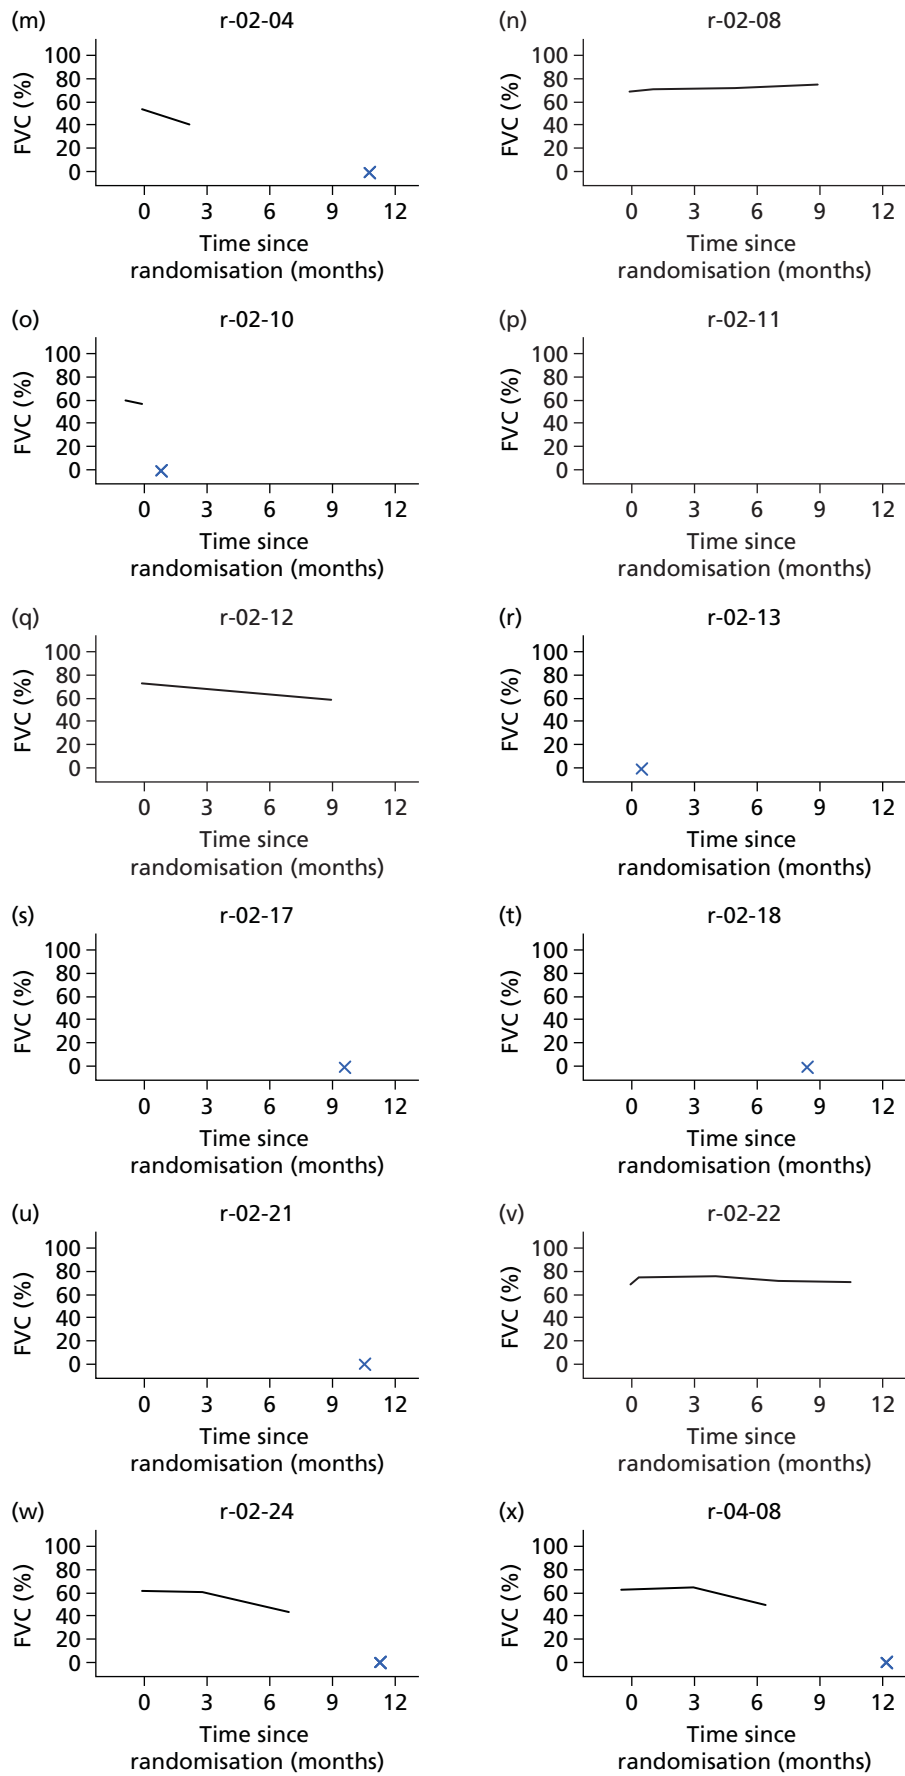 (m) r-02-04
FVC (%)
100
80
60
40
20
0
0 3 6 9 12
Time since
randomisation (months)
(n) r-02-08
FVC (%)
100
80
60
40
20
0
0 3 6 9 12
Time since
randomisation (months)
(o) r-02-10
FVC (%)
100
80
60
40
20
0
0 3 6 9 12
Time since
randomisation (months)
(p) r-02-11
FVC (%)
100
80
60
40
20
0
0 3 6 9 12
Time since
randomisation (months)
(q) r-02-12
FVC (%)
100
80
60
40
20
0
0 3 6 9 12
Time since
randomisation (months)
(r) r-02-13
FVC (%)
100
80
60
40
20
0
0 3 6 9 12
Time since
randomisation (months)
(s) r-02-17
FVC (%)
100
80
60
40
20
0
0 3 6 9 12
Time since
randomisation (months)
(t) r-02-18
FVC (%)
100
80
60
40
20
0
0 3 6 9 12
Time since
randomisation (months)
(u) r-02-21
FVC (%)
100
80
60
40
20
0
0 3 6 9 12
Time since
randomisation (months)
(v) r-02-22
FVC (%)
100
80
60
40
20
0
0 3 6 9 12
Time since
randomisation (months)
(w) r-02-24
FVC (%)
100
80
60
40
20
0
0 3 6 9 12
Time since
randomisation (months)
(x) r-04-08
FVC (%)
100
80
60
40
20
0
0 3 6 9 12
Time since
randomisation (months)